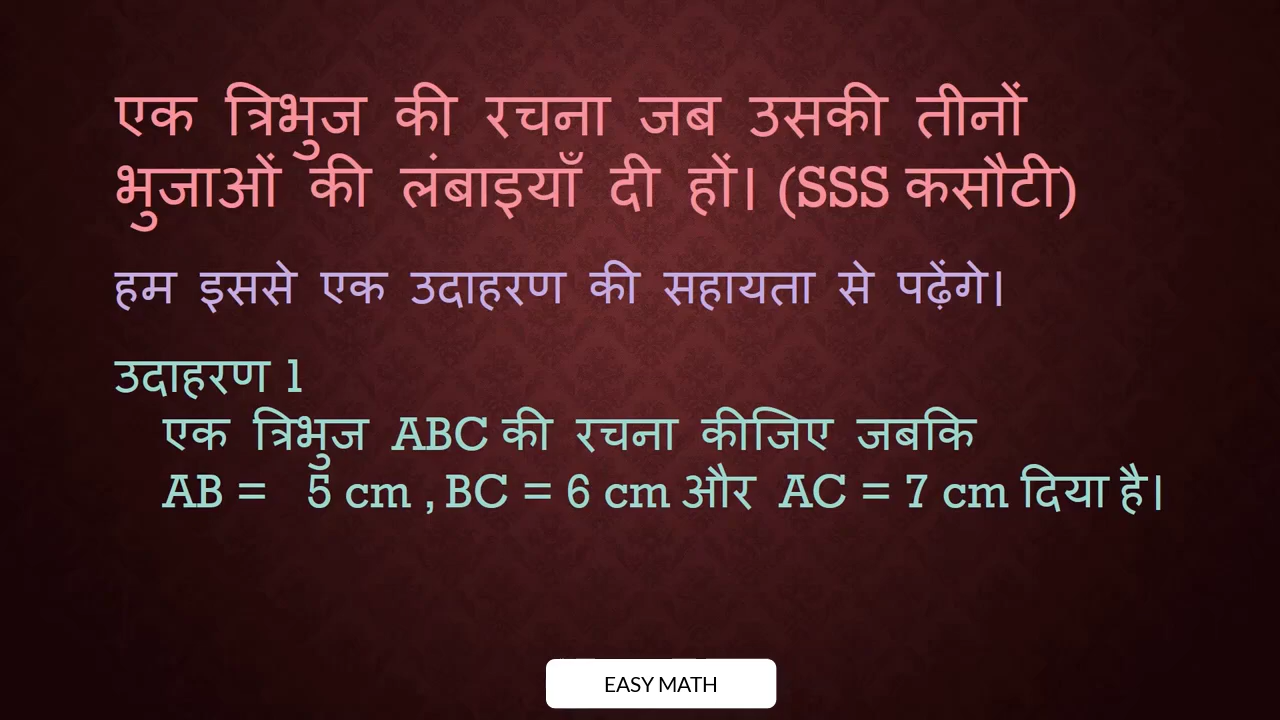 एक त्रिभुज की रचना जब उसकी तीनों
भुजाओं की लंबाइयाँ दी हों। (SSS कसौटी)
हम इससे एक उदाहरण की सहायता से पढ़ेंगे।
उदाहरण 1
एक त्रिभुज ABC की रचना कीजिए जबकि
AB = 5 cm , BC = 6 cm और AC = 7 cm दिया है।
EASY MATH